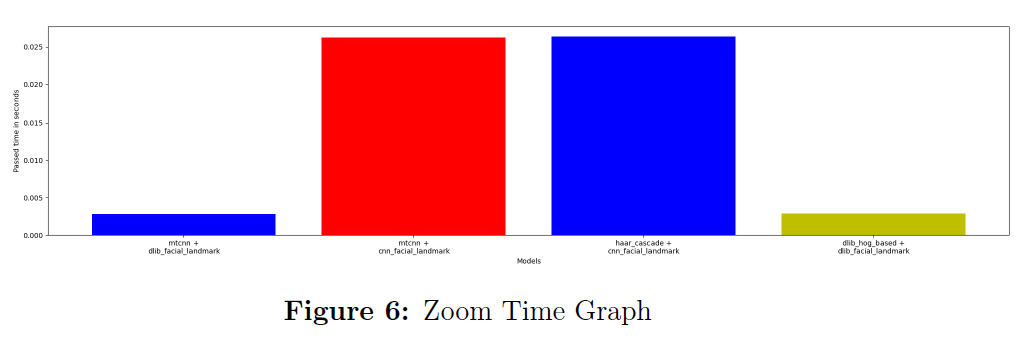 Passed time in seconds
0.025
0.020
0.015
0.010
0.005
0.000
mtcnn +
dlib_facial_landmark
mtcnn +
cnn_facial_landmark
haar_cascade +
cnn_facial_landmark
dlib_hog_based +
dlib_facial_landmark
Models
Figure 6: Zoom Time Graph